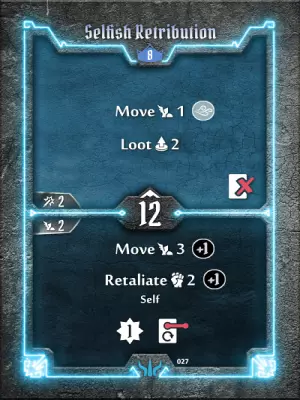 Selfish Retribution
8
Move 1
Loot 2
2
12
2
Move 3 +1
Retaliate 2 +1
Self
1
027